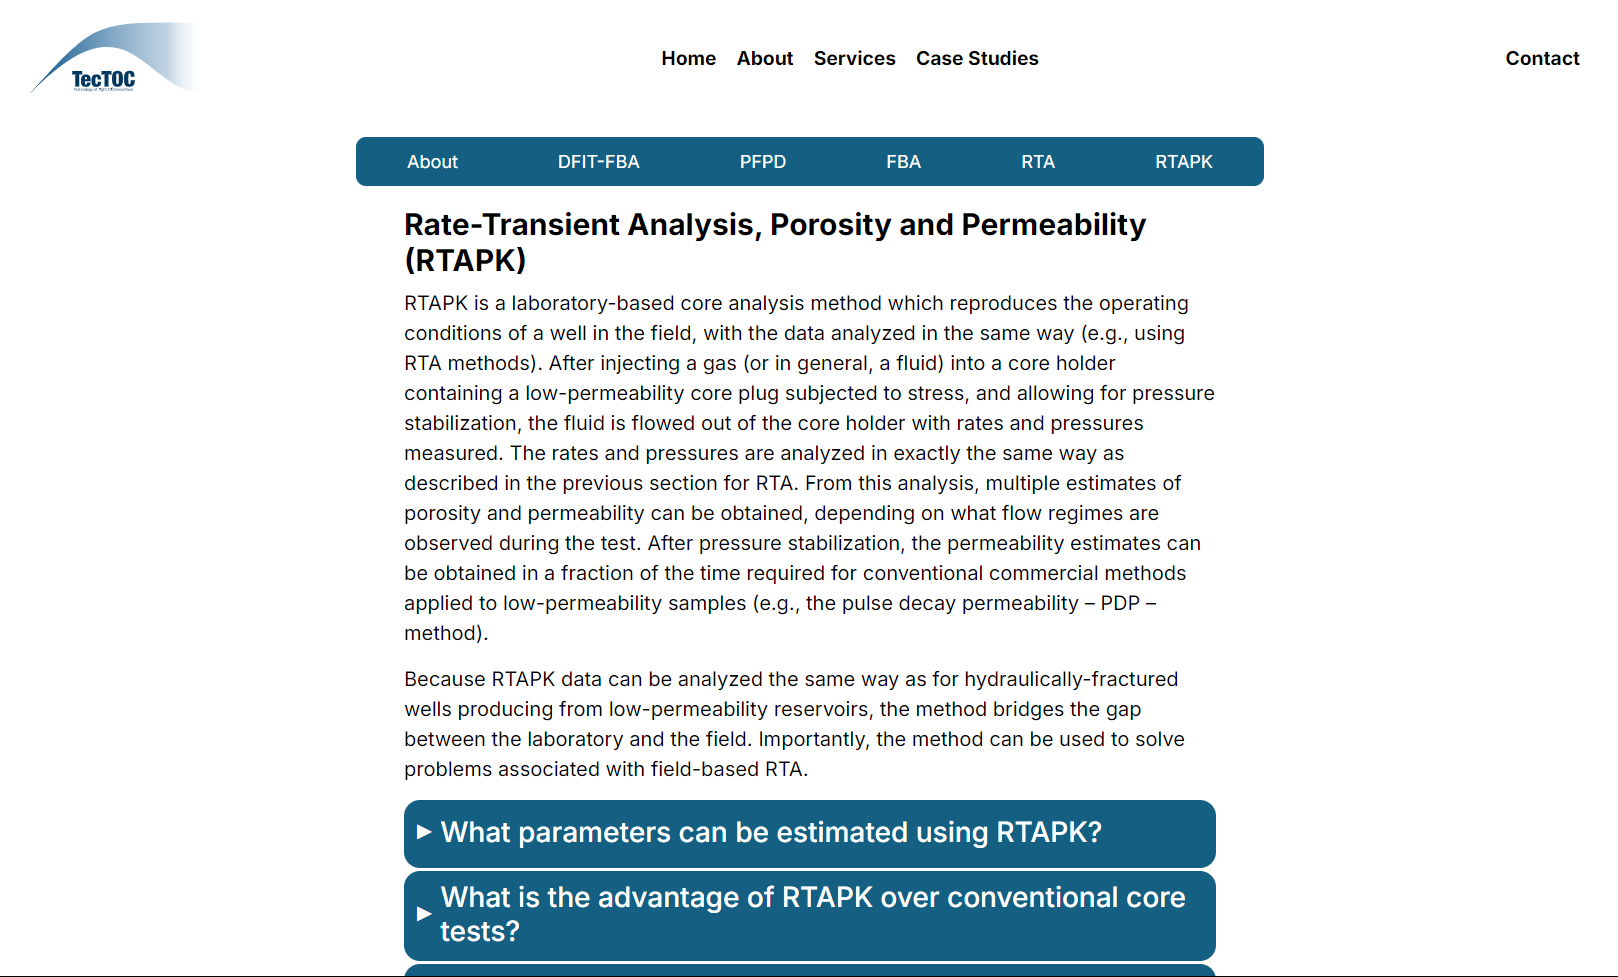 TecTOC
Home About Services Case Studies
Contact
About DFIT-FBA PFPD FBA RTA RTAPK
Rate-Transient Analysis, Porosity and Permeability
(RTAPK)
RTAPK is a laboratory-based core analysis method which reproduces the operating
conditions of a well in the field, with the data analyzed in the same way (e.g., using
RTA methods). After injecting a gas (or in general, a fluid) into a core holder
containing a low-permeability core plug subjected to stress, and allowing for pressure
stabilization, the fluid is flowed out of the core holder with rates and pressures
measured. The rates and pressures are analyzed in exactly the same way as
described in the previous section for RTA. From this analysis, multiple estimates of
porosity and permeability can be obtained, depending on what flow regimes are
observed during the test. After pressure stabilization, the permeability estimates can
be obtained in a fraction of the time required for conventional commercial methods
applied to low-permeability samples (e.g., the pulse decay permeability – PDP –
method).
Because RTAPK data can be analyzed the same way as for hydraulically-fractured
wells producing from low-permeability reservoirs, the method bridges the gap
between the laboratory and the field. Importantly, the method can be used to solve
problems associated with field-based RTA.
What parameters can be estimated using RTAPK?
What is the advantage of RTAPK over conventional core
tests?